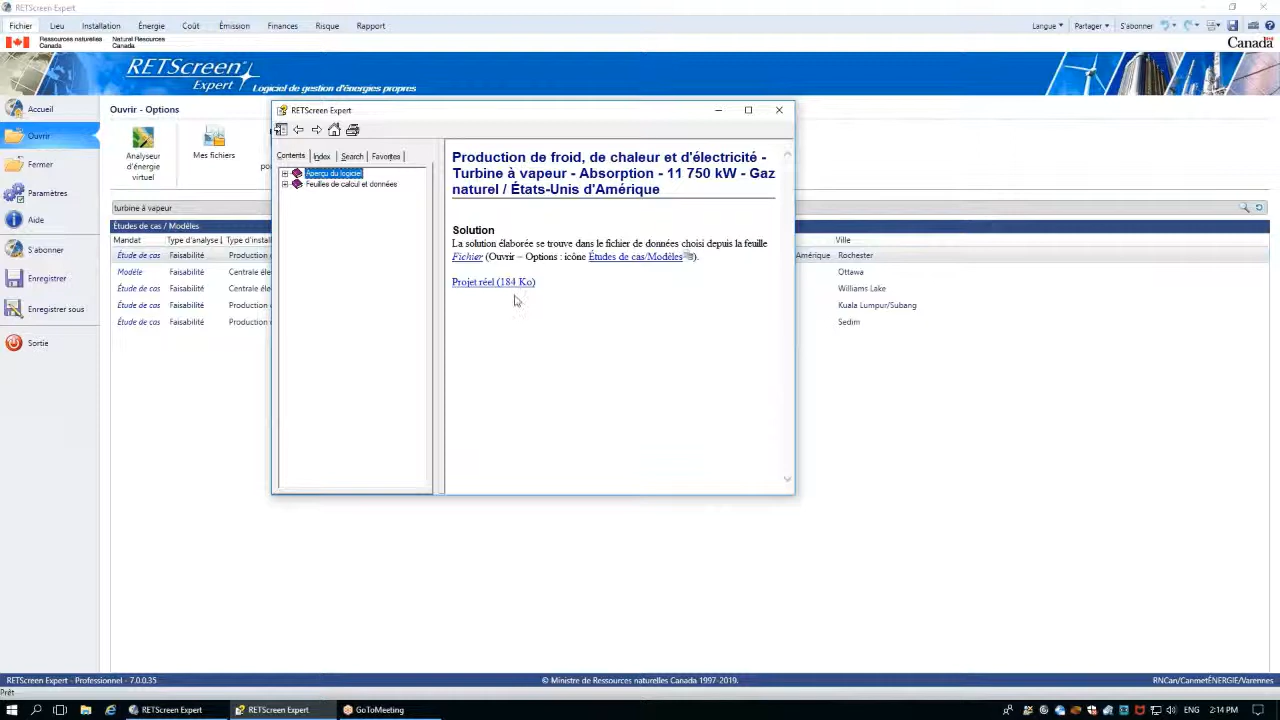 RETScreen Expert
Fichier Lieu Installation Énergie Coût Émission Finances Risque Rapport Langue Partager S'abonner
Ressources naturelles Canada Natural Resources Canada Canada
RETScreen
Expert Logiciel de gestion d'énergies propres
Accueil
Ouvrir
Fermer
Paramètres
Aide
S'abonner
Enregistrer
Enregistrer sous
Sortie
Ouvrir - Options
Analyseur d'énergie virtuel
Mes fichiers
turbine à vapeur
Études de cas / Modèles
Mandat Type d'analyse Type d'install Ville
Étude de cas Faisabilité Production Amérique Rochester
Modèle Faisabilité Centrale éle Ottawa
Étude de cas Faisabilité Centrale éle Williams Lake
Étude de cas Faisabilité Production Kuala Lumpur/Subang
Étude de cas Faisabilité Production Sedim
RETScreen Expert
Contents Index Search Favorites
Aperçu du logiciel
Feuilles de calcul et données
Production de froid, de chaleur et d'électricité -
Turbine à vapeur - Absorption - 11 750 kW - Gaz
naturel / États-Unis d'Amérique
Solution
La solution élaborée se trouve dans le fichier de données choisi depuis la feuille
Fichier (Ouvrir – Options : icône Études de cas/Modèles).
Projet réel (184 Ko)
RETScreen Expert - Professionnel - 7.0.0.35 © Ministre de Ressources naturelles Canada 1997-2019. RNCan/CanmetÉNERGIE/Varennes
Prêt
RETScreen Expert RETScreen Expert GoToMeeting ENG 2:14 PM